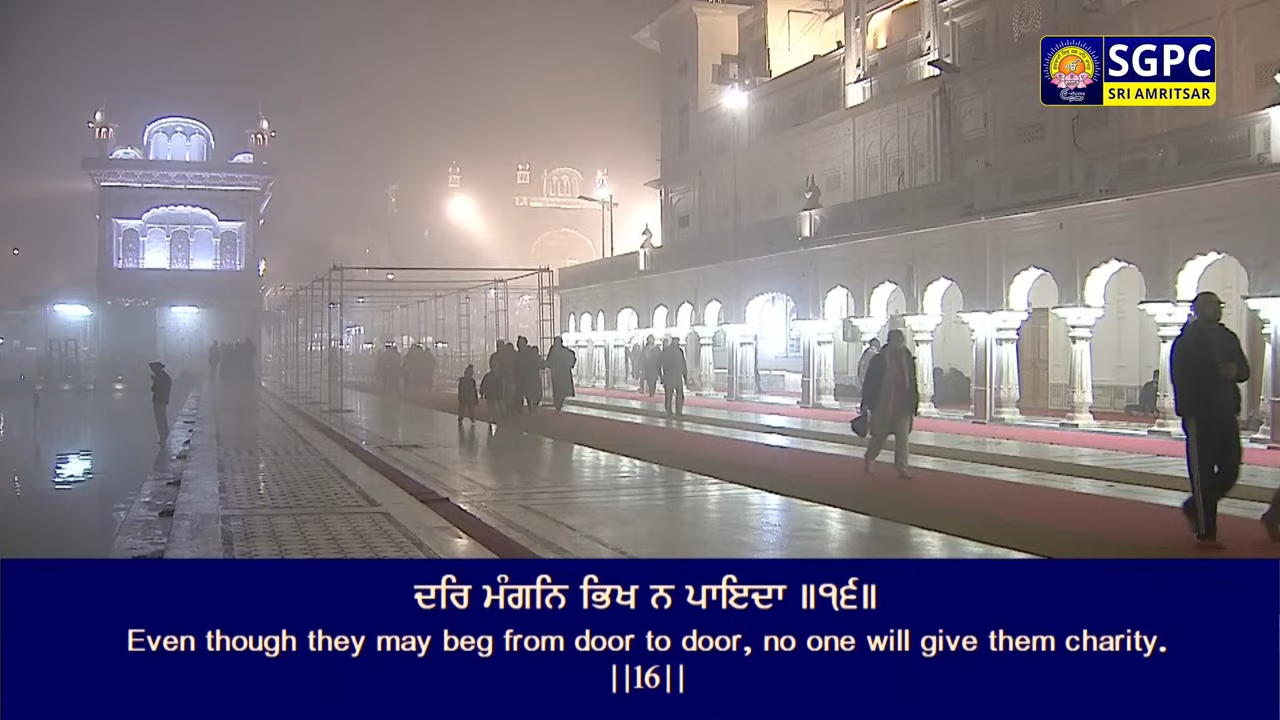 SGPC
SRI AMRITSAR
ਦਰਿ ਮੰਗਨਿ ਭਿਖ ਨ ਪਾਇਦਾ ॥੧੬॥
Even though they may beg from door to door, no one will give them charity.
||16||